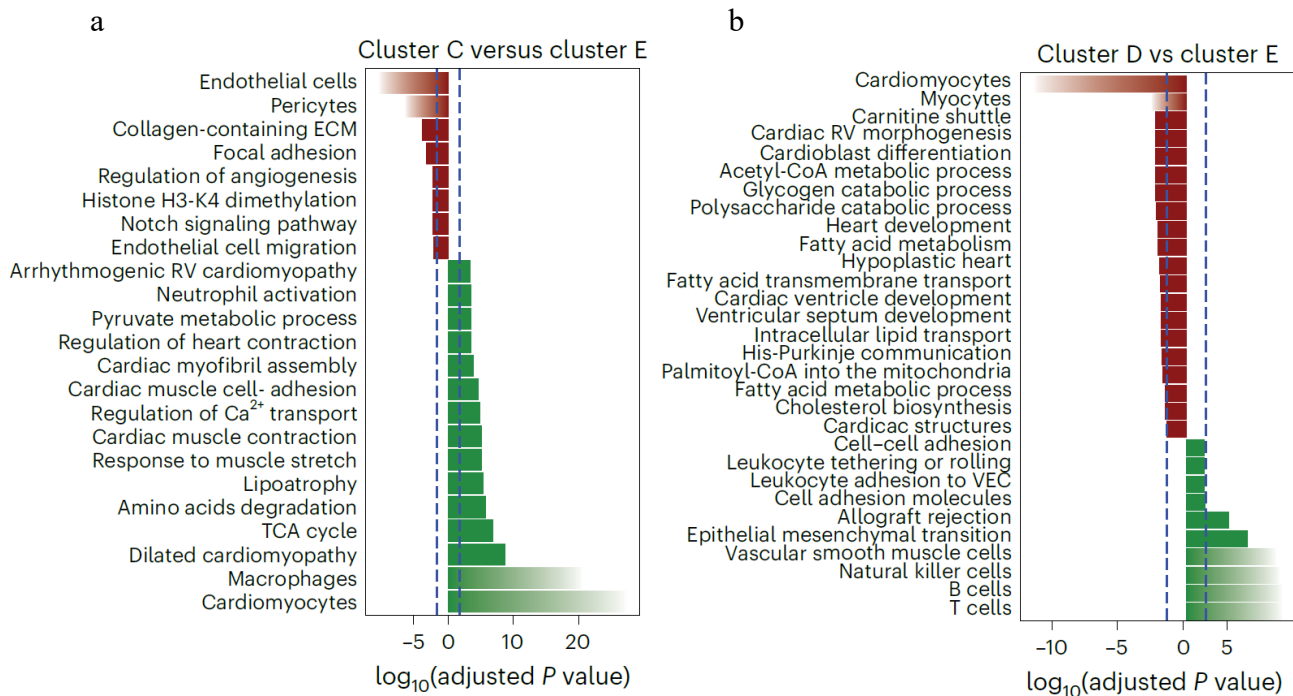 a
Cluster C versus cluster E
Endothelial cells
Pericytes
Collagen-containing ECM
Focal adhesion
Regulation of angiogenesis
Histone H3-K4 dimethylation
Notch signaling pathway
Endothelial cell migration
Arrhythmogenic RV cardiomyopathy
Neutrophil activation
Pyruvate metabolic process
Regulation of heart contraction
Cardiac myofibril assembly
Cardiac muscle cell- adhesion
Regulation of Ca²⁺ transport
Cardiac muscle contraction
Response to muscle stretch
Lipoatrophy
Amino acids degradation
TCA cycle
Dilated cardiomyopathy
Macrophages
Cardiomyocytes
−5 0 10 20
log₁₀(adjusted P value)
b
Cluster D vs cluster E
Cardiomyocytes
Myocytes
Carnitine shuttle
Cardiac RV morphogenesis
Cardioblast differentiation
Acetyl-CoA metabolic process
Glycogen catabolic process
Polysaccharide catabolic process
Heart development
Fatty acid metabolism
Hypoplastic heart
Fatty acid transmembrane transport
Cardiac ventricle development
Ventricular septum development
Intracellular lipid transport
His-Purkinje communication
Palmitoyl-CoA into the mitochondria
Fatty acid metabolic process
Cholesterol biosynthesis
Cardicac structures
Cell–cell adhesion
Leukocyte tethering or rolling
Leukocyte adhesion to VEC
Cell adhesion molecules
Allograft rejection
Epithelial mesenchymal transition
Vascular smooth muscle cells
Natural killer cells
B cells
T cells
−10 −5 0 5
log₁₀(adjusted P value)